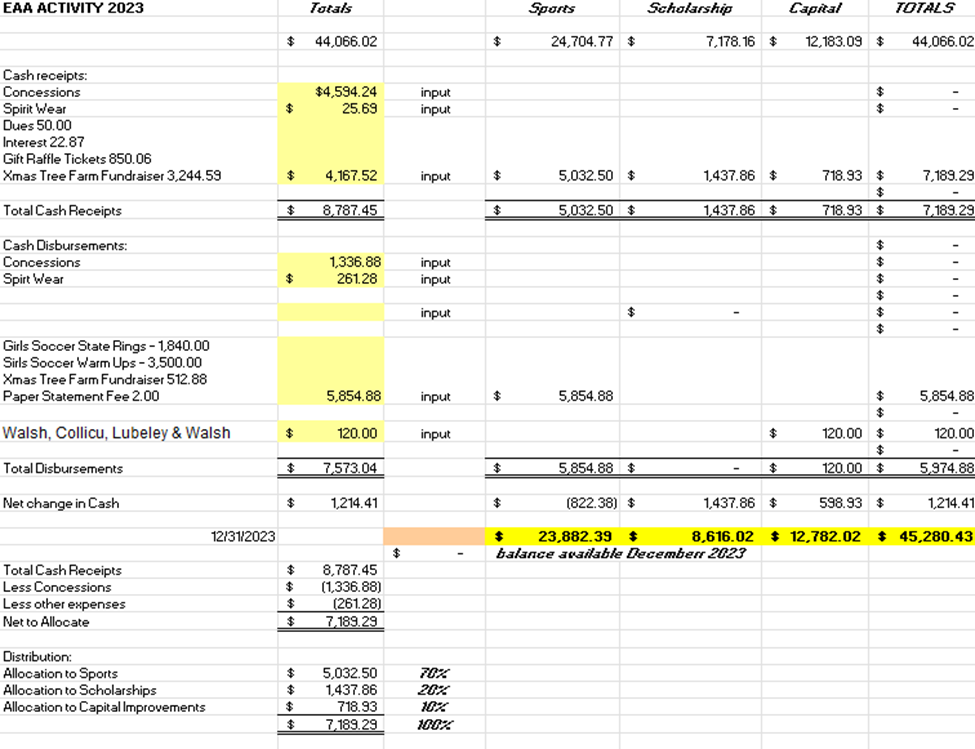 EAA ACTIVITY 2023 Totals Sports Scholarship Capital TOTALS
$ 44,066.02 $ 24,704.77 $ 7,178.16 $ 12,183.09 $ 44,066.02
Cash receipts:
Concessions $4,594.24 input $ -
Spirit Wear $ 25.69 input $ -
Dues 50.00
Interest 22.87
Gift Raffle Tickets 850.06
Xmas Tree Farm Fundraiser 3,244.59 $ 4,167.52 input $ 5,032.50 $ 1,437.86 $ 718.93 $ 7,189.29
$ -
Total Cash Receipts $ 8,787.45 $ 5,032.50 $ 1,437.86 $ 718.93 $ 7,189.29
Cash Disbursements: $ -
Concessions 1,336.88 input $ -
Spirt Wear $ 261.28 input $ -
$ -
input $ - $ -
$ -
Girls Soccer State Rings - 1,840.00
Sirls Soccer Warm Ups - 3,500.00
Xmas Tree Farm Fundraiser 512.88
Paper Statement Fee 2.00 5,854.88 input $ 5,854.88 $ 5,854.88
$ -
Walsh, Collicu, Lubeley & Walsh $ 120.00 input $ 120.00 $ 120.00
$ -
Total Disbursements $ 7,573.04 $ 5,854.88 $ - $ 120.00 $ 5,974.88
Net change in Cash $ 1,214.41 $ (822.38) $ 1,437.86 $ 598.93 $ 1,214.41
12/31/2023 $ 23,882.39 $ 8,616.02 $ 12,782.02 $ 45,280.43
$ - balance available Decemberr 2023
Total Cash Receipts $ 8,787.45
Less Concessions $ (1,336.88)
Less other expenses $ (261.28)
Net to Allocate $ 7,189.29
Distribution:
Allocation to Sports $ 5,032.50 70%
Allocation to Scholarships $ 1,437.86 20%
Allocation to Capital Improvements $ 718.93 10%
$ 7,189.29 100%